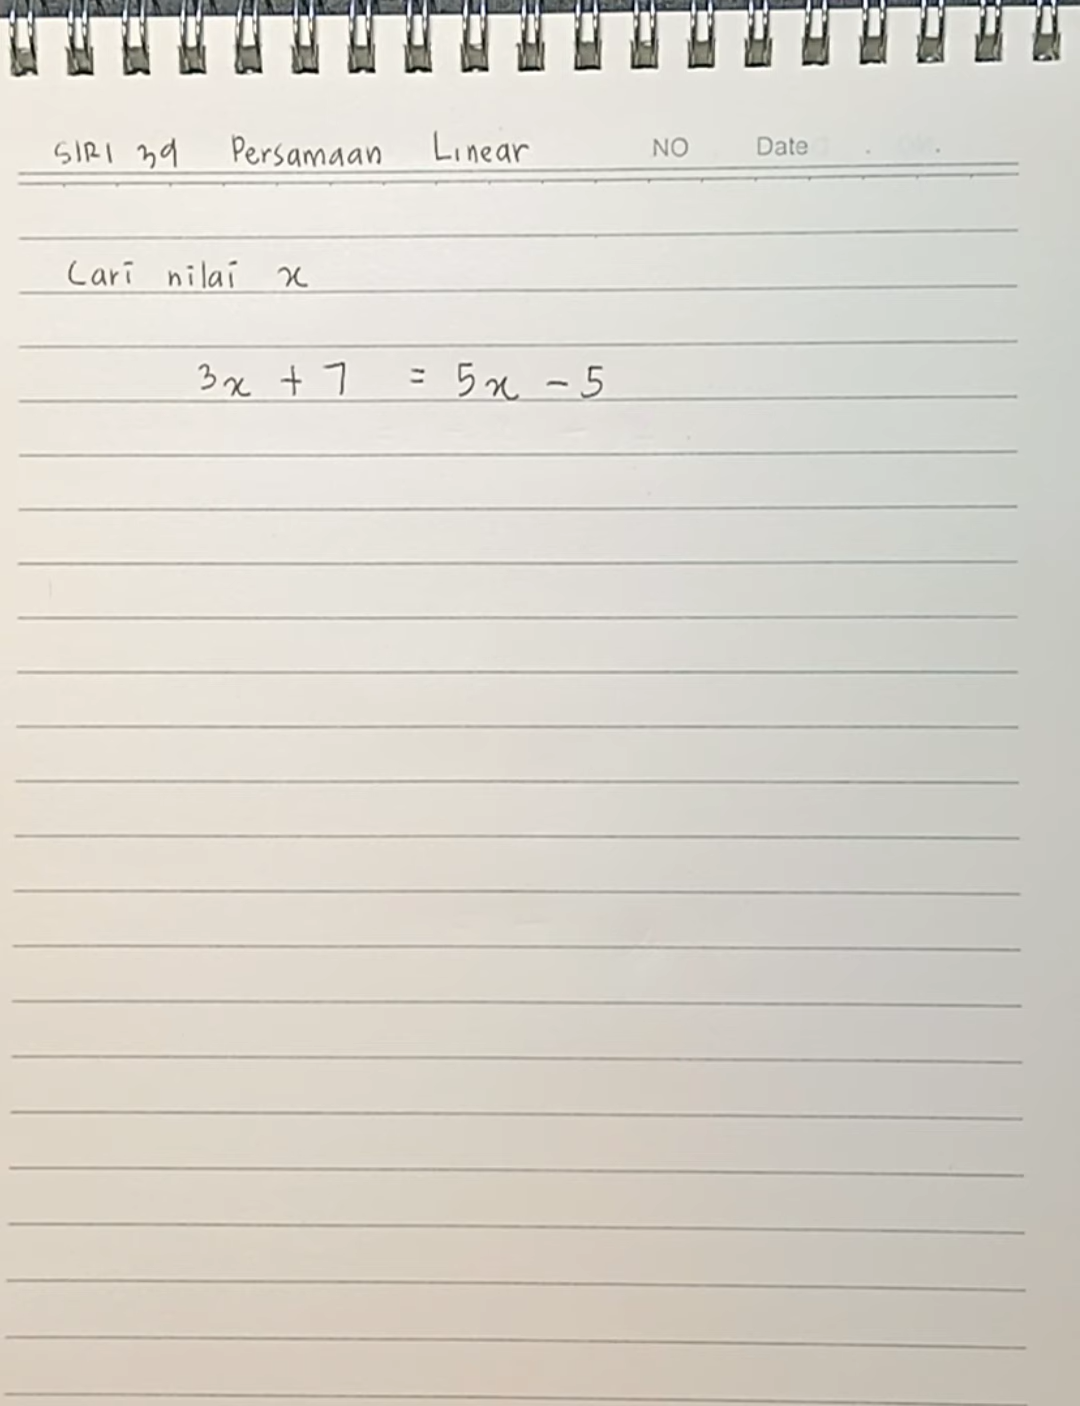 SIRI 39 Persamaan Linear NO Date
Cari nilai x
3x + 7 = 5x - 5